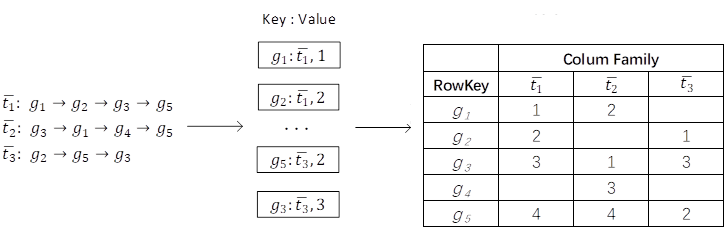 Key : Value
g₁: t̅₁, 1
g₂: t̅₁, 2
...
g₅: t̅₃, 2
g₃: t̅₃, 3
t̅₁: g₁ → g₂ → g₃ → g₅
t̅₂: g₃ → g₁ → g₄ → g₅
t̅₃: g₂ → g₅ → g₃
Colum Family
RowKey t̅₁ t̅₂ t̅₃
g₁ 1 2
g₂ 2 1
g₃ 3 1 3
g₄ 3
g₅ 4 4 2